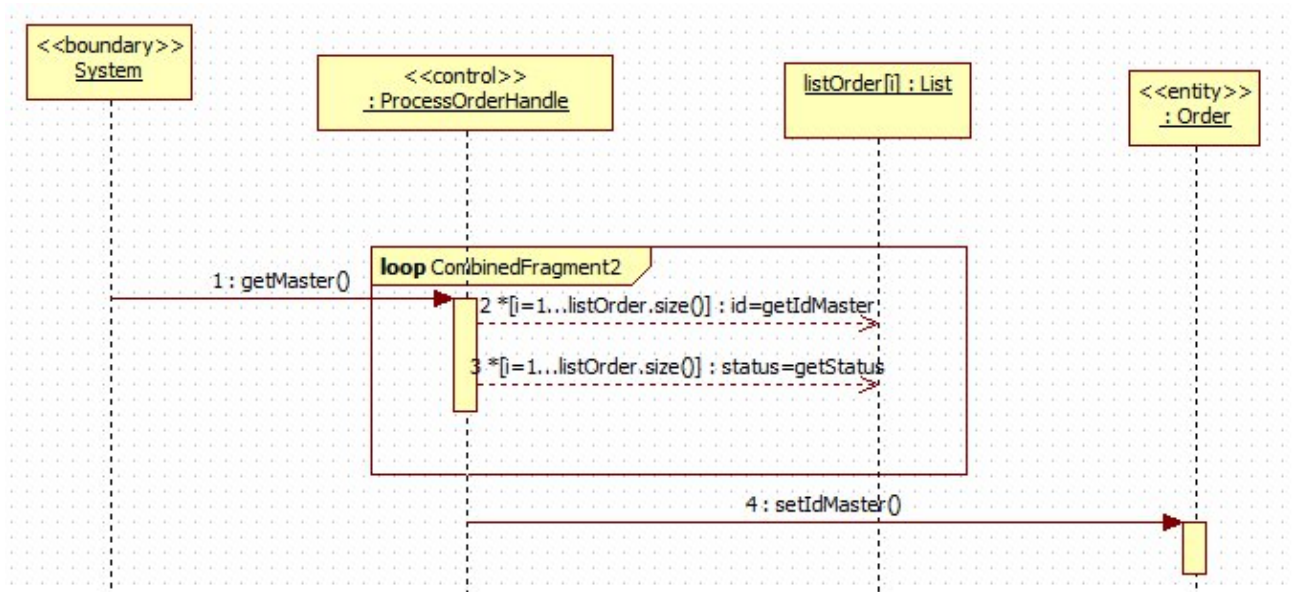 <<boundary>>
System
<<control>>
: ProcessOrderHandle
listOrder[i] : List
<<entity>>
: Order
loop CombinedFragment2
1 : getMaster()
2 *[i=1...listOrder.size()] : id=getIdMaster
3 *[i=1...listOrder.size()] : status=getStatus
4 : setIdMaster()